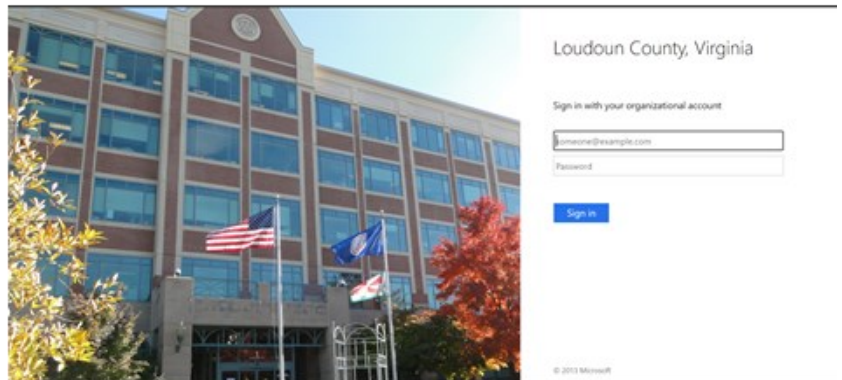 Loudoun County, Virginia
Sign in with your organizational account
someone@example.com
Password
Sign in
© 2013 Microsoft